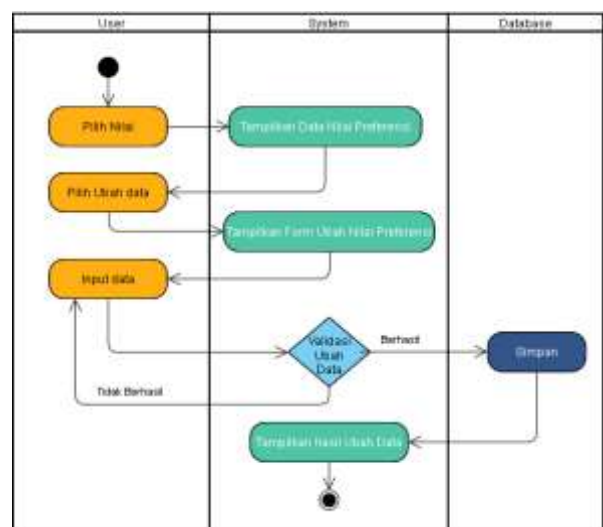 User
System
Database
Pilih Nilai
Tampilkan Data Nilai Preferensi
Pilih Ubah data
Tampilkan Form Ubah Nilai Preferensi
Input data
Validasi
Ubah
Data
Berhasil
Simpan
Tidak Berhasil
Tampilkan Hasil Ubah Data